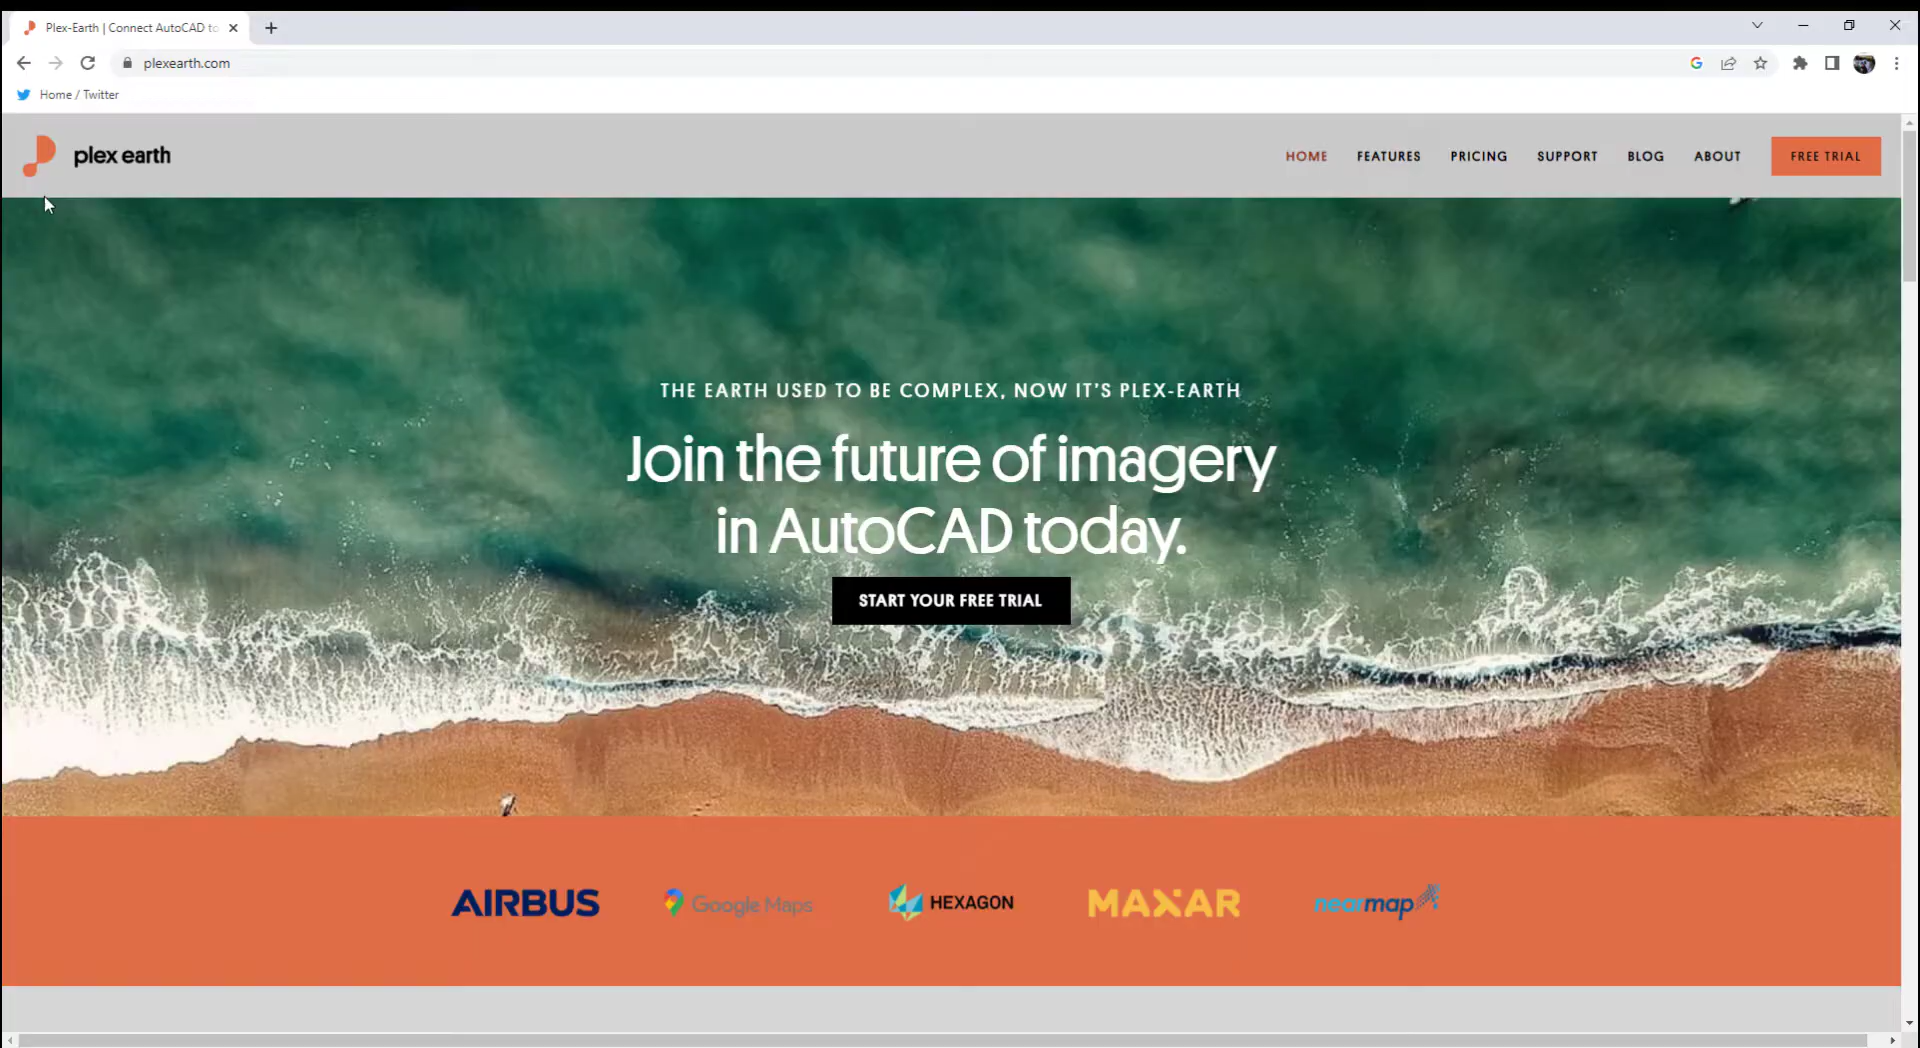 Plex-Earth | Connect AutoCAD to
plexearth.com
Home / Twitter
plex earth
HOME FEATURES PRICING SUPPORT BLOG ABOUT FREE TRIAL
THE EARTH USED TO BE COMPLEX, NOW IT'S PLEX-EARTH
Join the future of imagery
in AutoCAD today.
START YOUR FREE TRIAL
AIRBUS Google Maps HEXAGON MAXAR nearmap